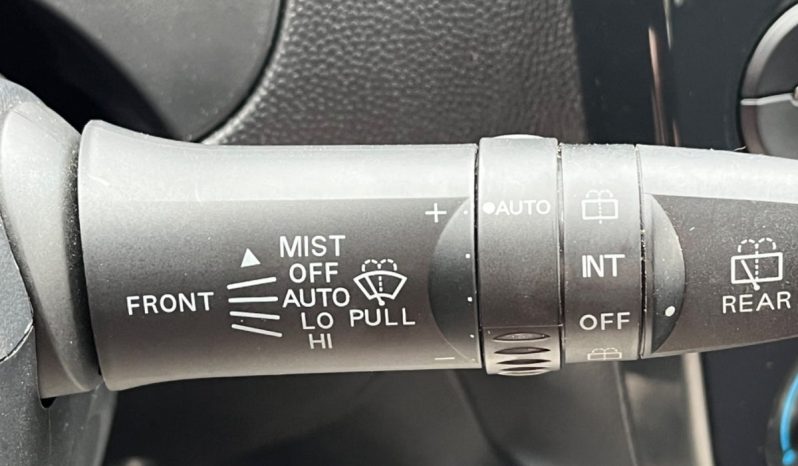 FRONT
MIST
OFF
AUTO
LO
HI
PULL
+
-
AUTO
INT
OFF
REAR